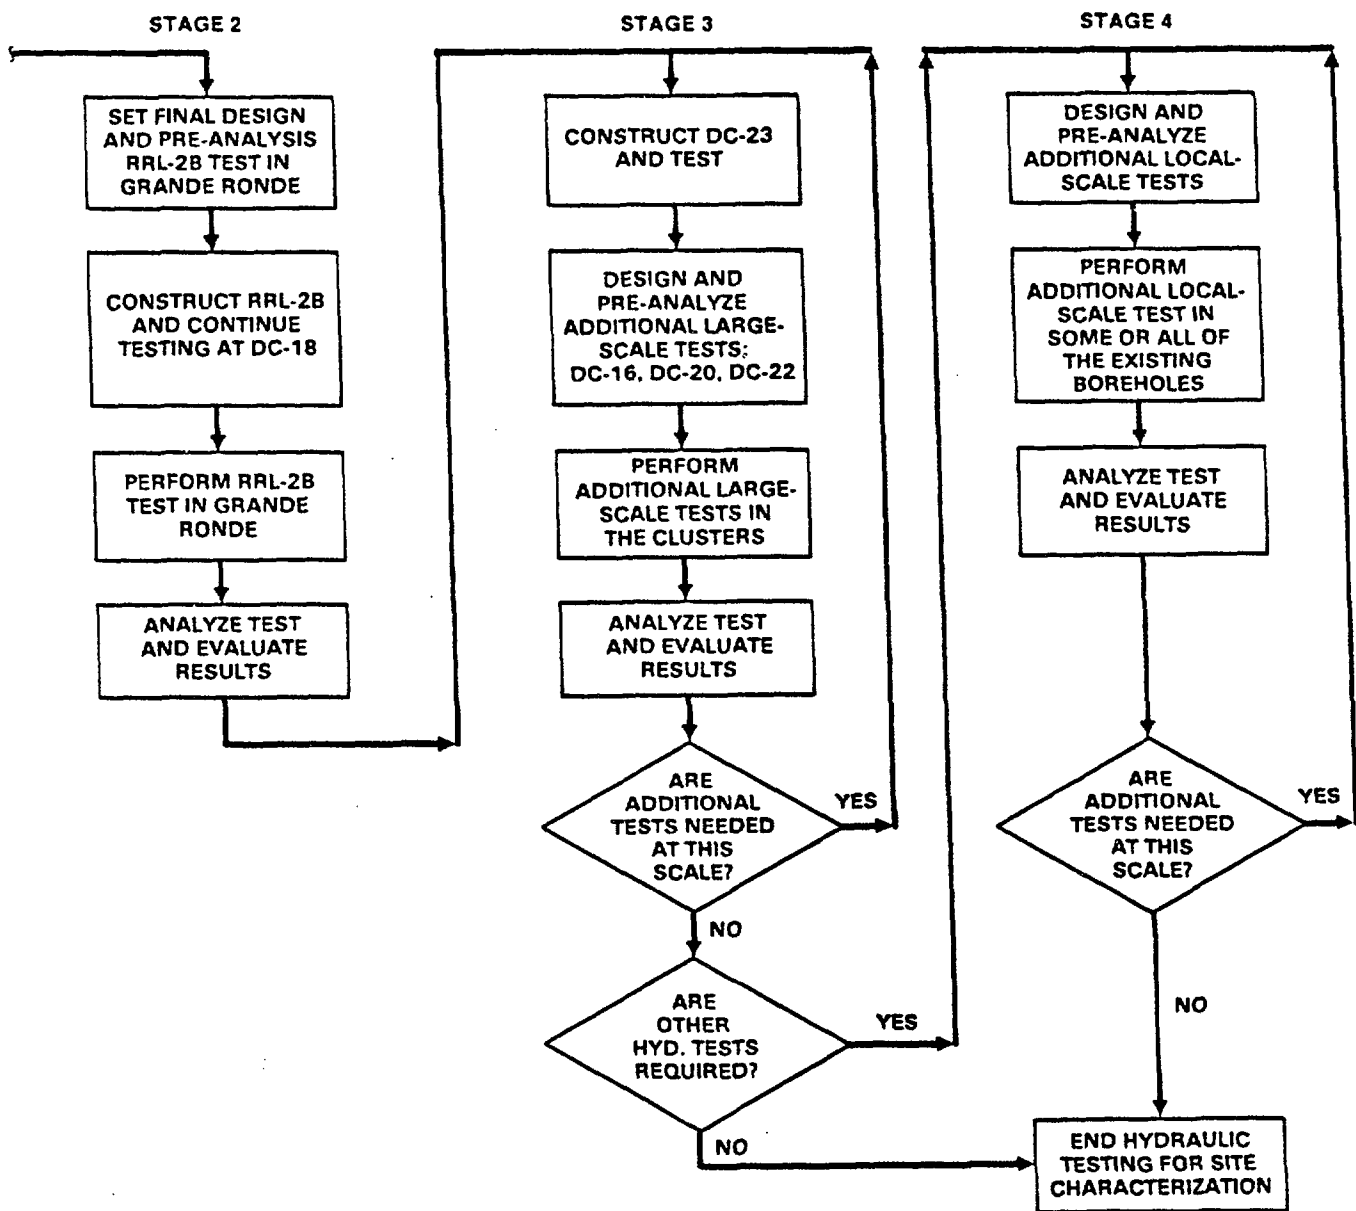 STAGE 2
SET FINAL DESIGN
AND PRE-ANALYSIS
RRL-2B TEST IN
GRANDE RONDE
CONSTRUCT RRL-2B
AND CONTINUE
TESTING AT DC-18
PERFORM RRL-2B
TEST IN GRANDE
RONDE
ANALYZE TEST
AND EVALUATE
RESULTS
STAGE 3
CONSTRUCT DC-23
AND TEST
DESIGN AND
PRE-ANALYZE
ADDITIONAL LARGE-
SCALE TESTS:
DC-16, DC-20, DC-22
PERFORM
ADDITIONAL LARGE-
SCALE TESTS IN
THE CLUSTERS
ANALYZE TEST
AND EVALUATE
RESULTS
ARE
ADDITIONAL
TESTS NEEDED
AT THIS
SCALE?
YES
NO
ARE
OTHER
HYD. TESTS
REQUIRED?
YES
NO
STAGE 4
DESIGN AND
PRE-ANALYZE
ADDITIONAL LOCAL-
SCALE TESTS
PERFORM
ADDITIONAL LOCAL-
SCALE TEST IN
SOME OR ALL OF
THE EXISTING
BOREHOLES
ANALYZE TEST
AND EVALUATE
RESULTS
ARE
ADDITIONAL
TESTS NEEDED
AT THIS
SCALE?
YES
NO
END HYDRAULIC
TESTING FOR SITE
CHARACTERIZATION